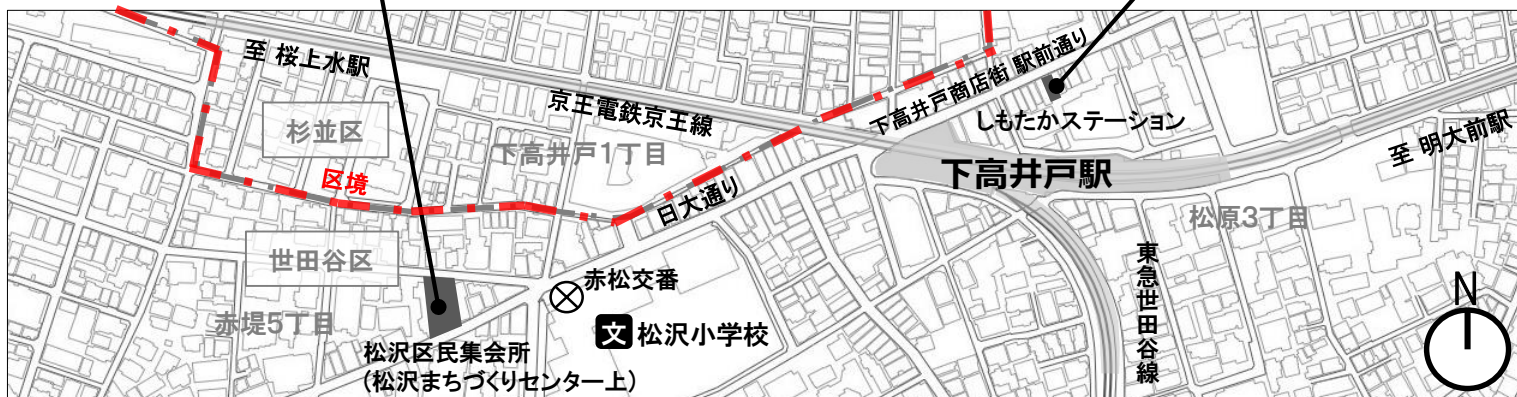 至 桜上水駅
京王電鉄京王線
下高井戸商店街 駅前通り
しもたかステーション
至 明大前駅
杉並区
下高井戸1丁目
下高井戸駅
区境
日大通り
松原3丁目
世田谷区
東急世田谷線
赤松交番
N
赤堤5丁目
文 松沢小学校
松沢区民集会所
(松沢まちづくりセンター上)